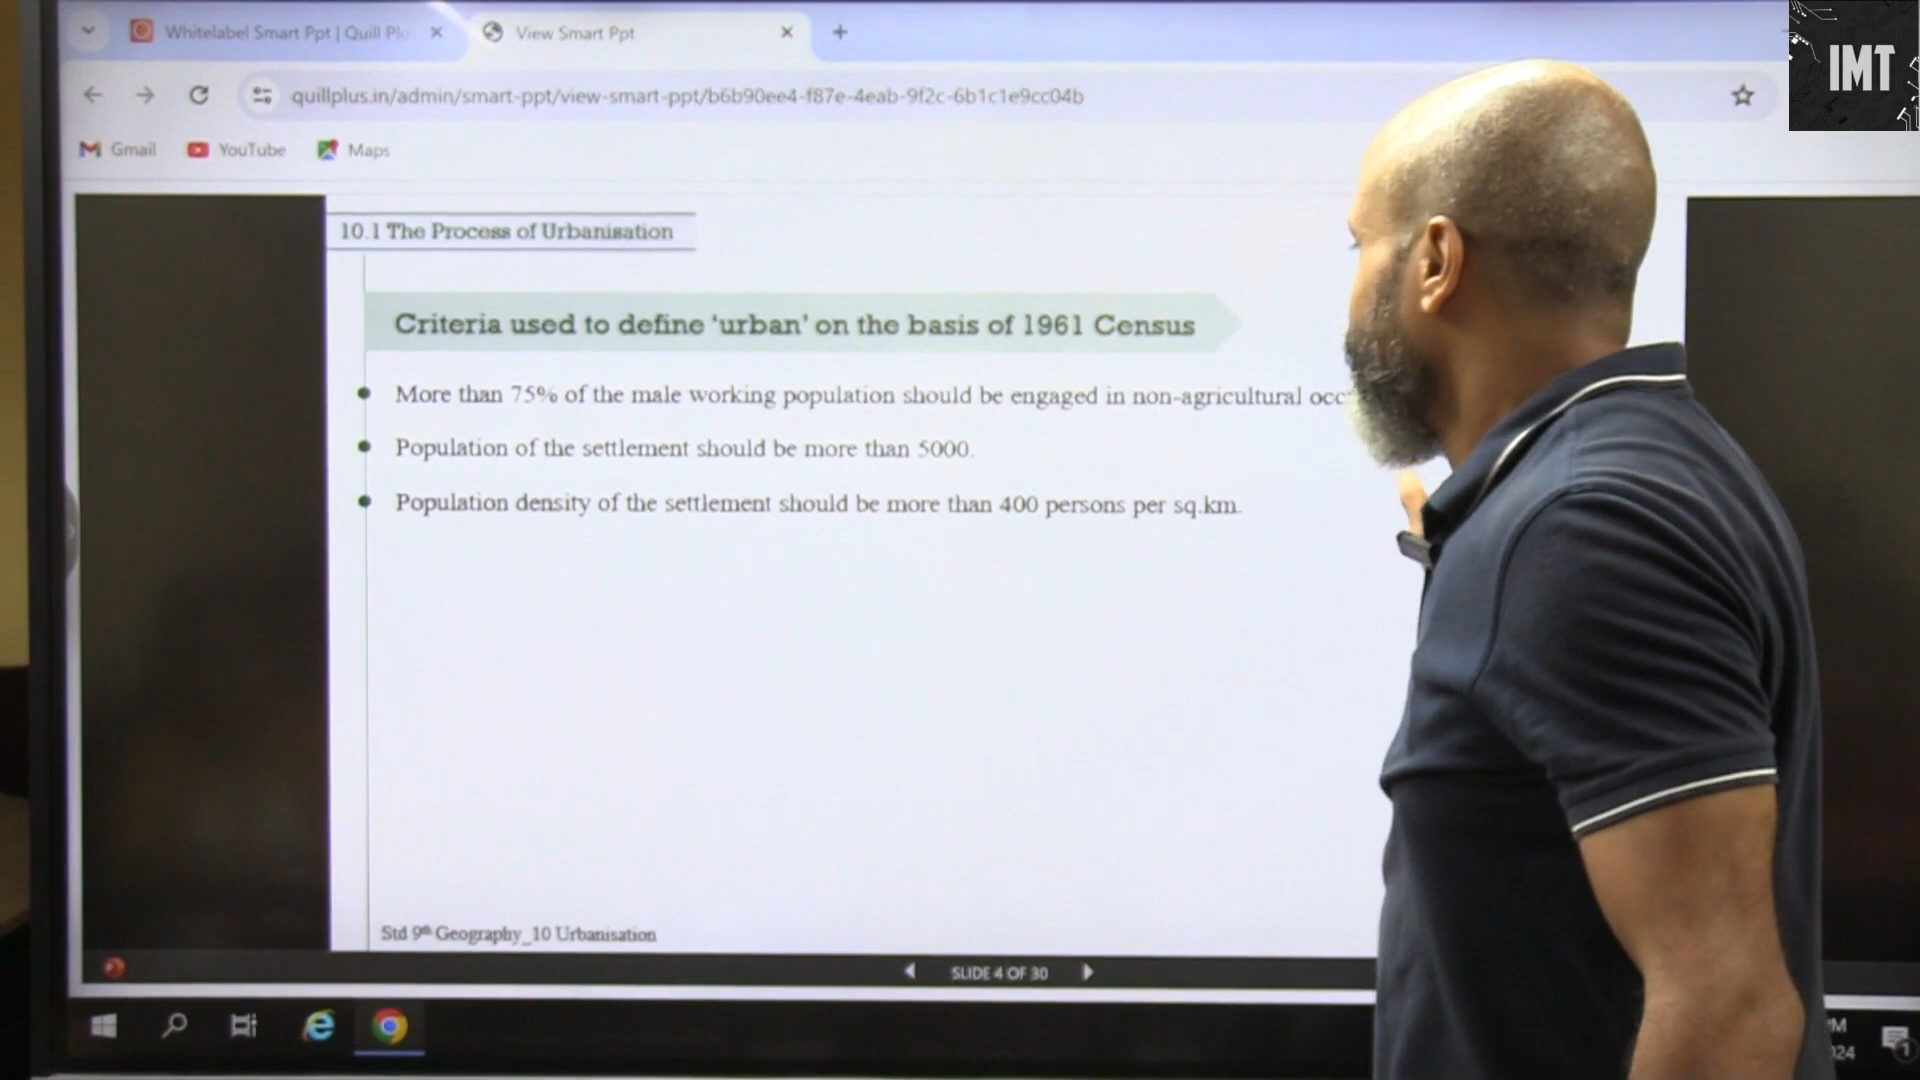 Whitelabel Smart Ppt | Quill Plu
View Smart Ppt
IMT
quillplus.in/admin/smart-ppt/view-smart-ppt/b6b90ee4-f87e-4eab-9f2c-6b1c1e9cc04b
Gmail
YouTube
Maps
10.1 The Process of Urbanisation
Criteria used to define ‘urban’ on the basis of 1961 Census
More than 75% of the male working population should be engaged in non-agricultural
Population of the settlement should be more than 5000.
Population density of the settlement should be more than 400 persons per sq.km.
Std 9th Geography_10 Urbanisation
SLIDE 4 OF 30